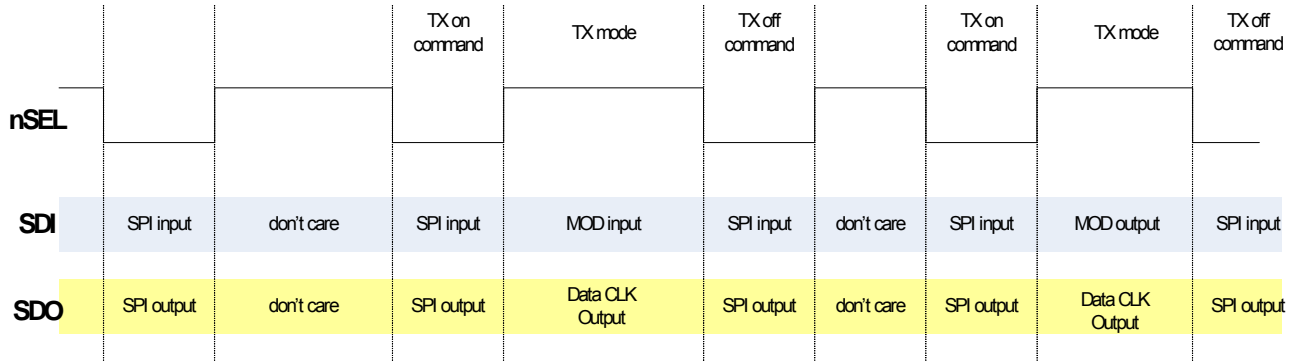 TX on command
TX mode
TX off command
TX on command
TX mode
TX off command
nSEL
SDI
SPI input
don't care
SPI input
MOD input
SPI input
don't care
SPI input
MOD output
SPI input
SDO
SPI output
don't care
SPI output
Data CLK Output
SPI output
don't care
SPI output
Data CLK Output
SPI output